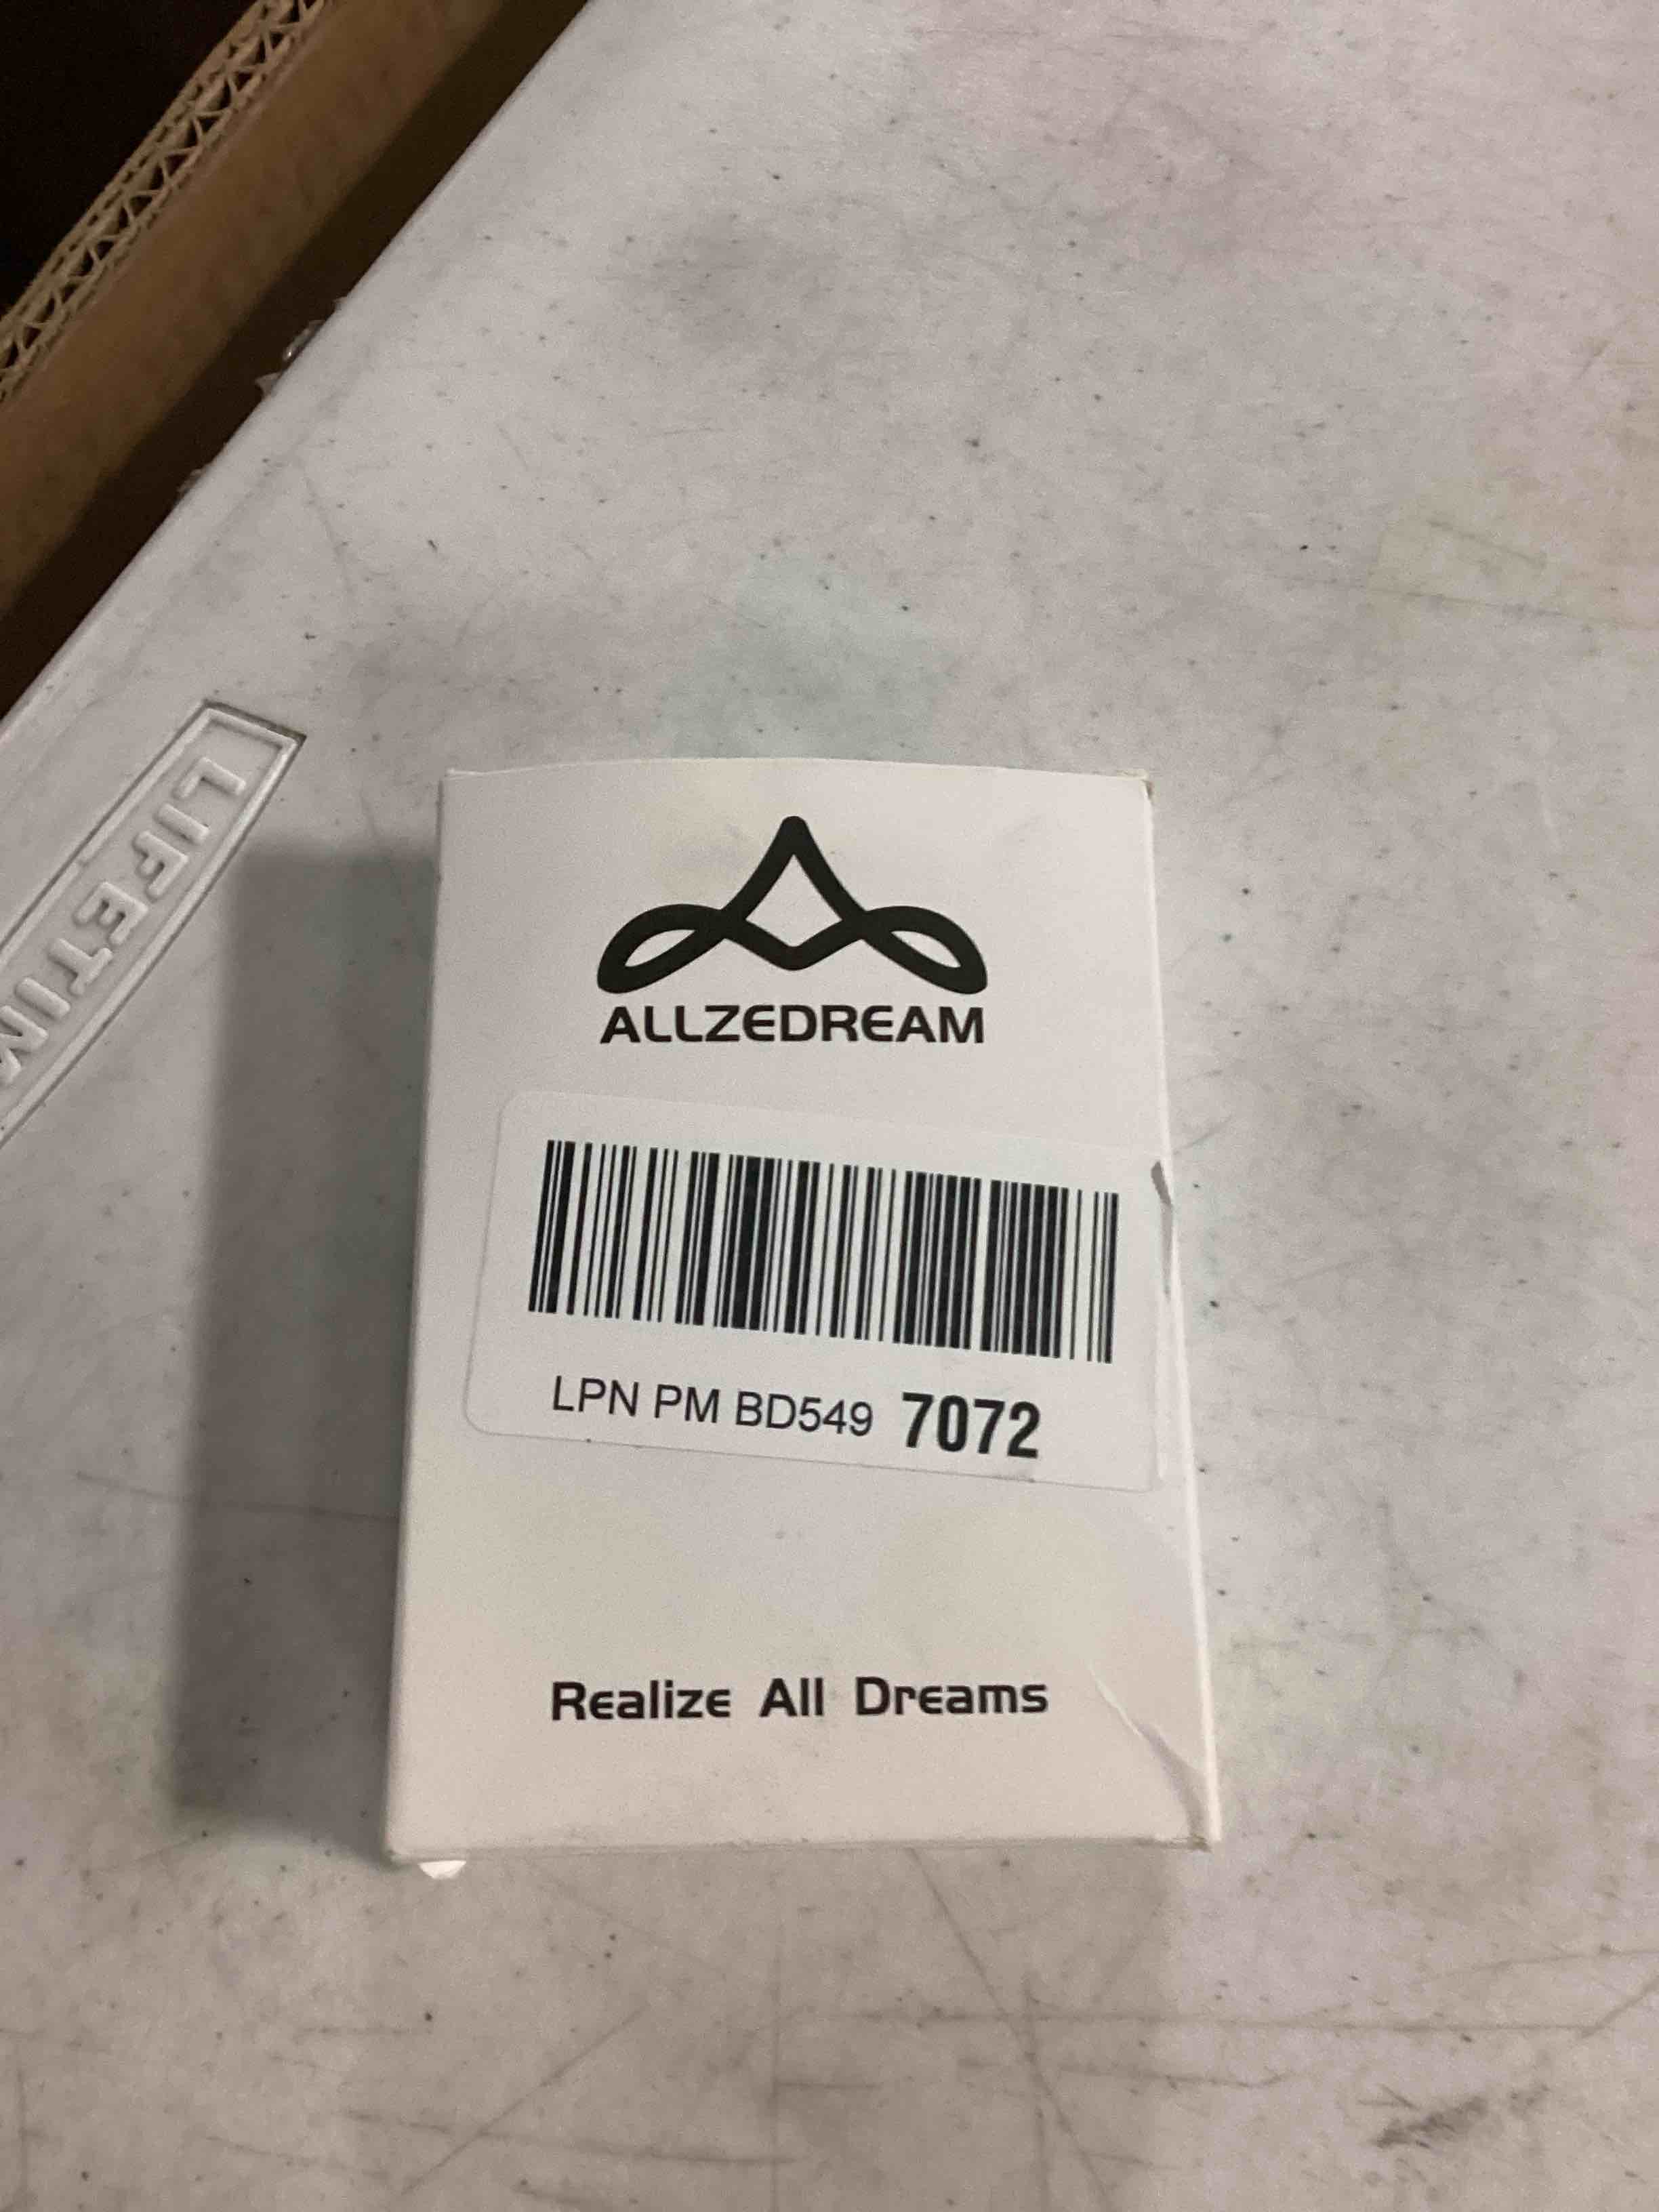 LIFETIM
ALLZEDREAM
LPN PM BD549 7072
Realize All Dreams